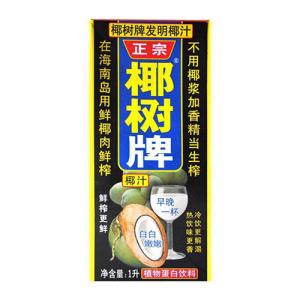 椰树牌发明椰汁
正宗
在海南岛用鲜椰肉鲜榨
椰树牌
®
不用椰浆加香精当生榨
椰汁
鲜榨更鲜
早晚一杯
白白嫩嫩
冷饮更解渴
热饮味更香
净含量:1升
植物蛋白饮料